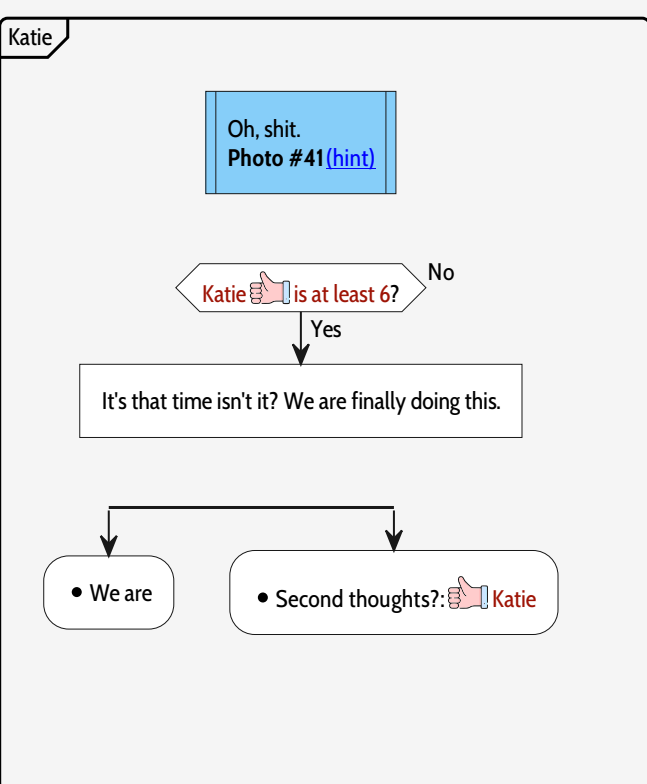 Katie
Oh, shit.
Photo #41(hint)
No
Katie is at least 6?
Yes
It's that time isn't it? We are finally doing this.
• We are
• Second thoughts?: Katie